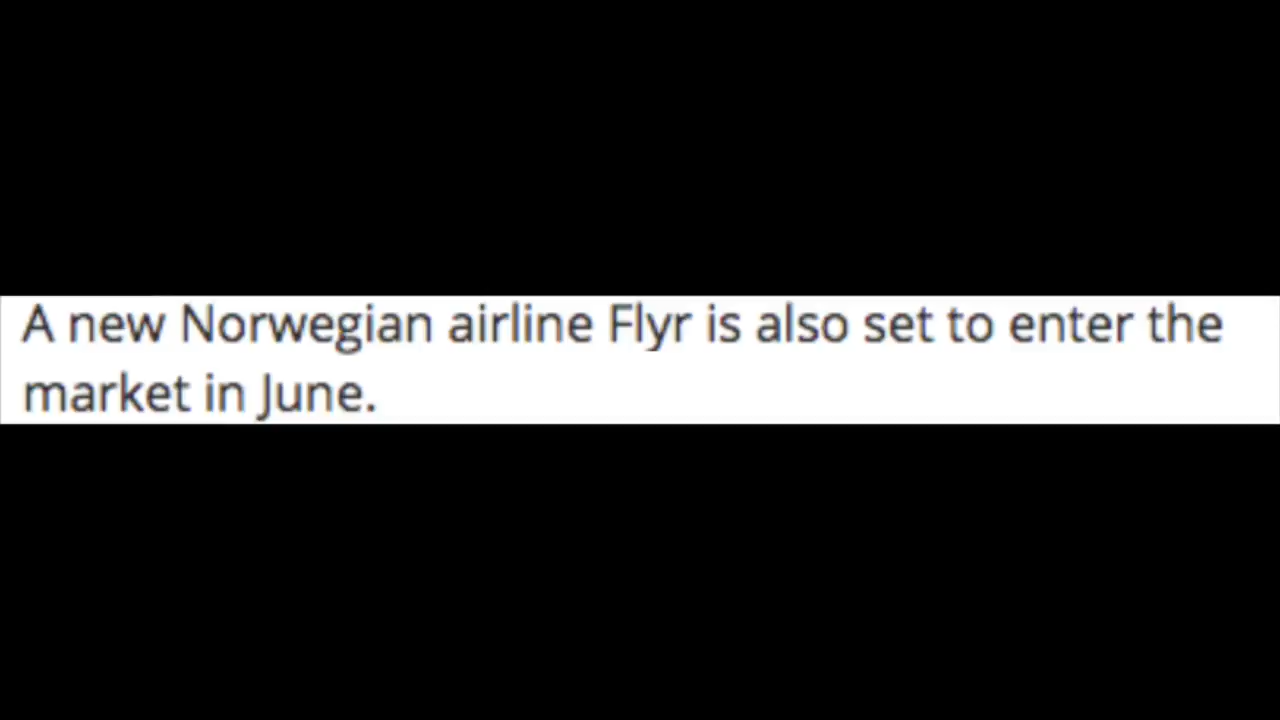 A new Norwegian airline Flyr is also set to enter the
market in June.